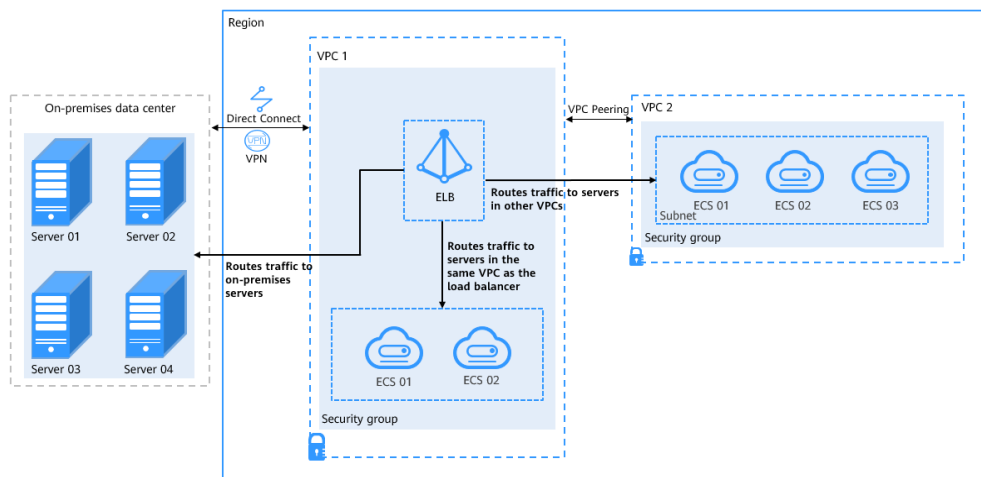 Region
VPC 1
On-premises data center
Direct Connect
VPN
VPN
VPC Peering
VPC 2
Server 01
Server 02
Server 03
Server 04
ELB
Routes traffic to servers
in other VPCs
Routes traffic to
on-premises
servers
Routes traffic to
servers in the
same VPC as the
load balancer
ECS 01
ECS 02
ECS 03
Subnet
Security group
ECS 01
ECS 02
Security group